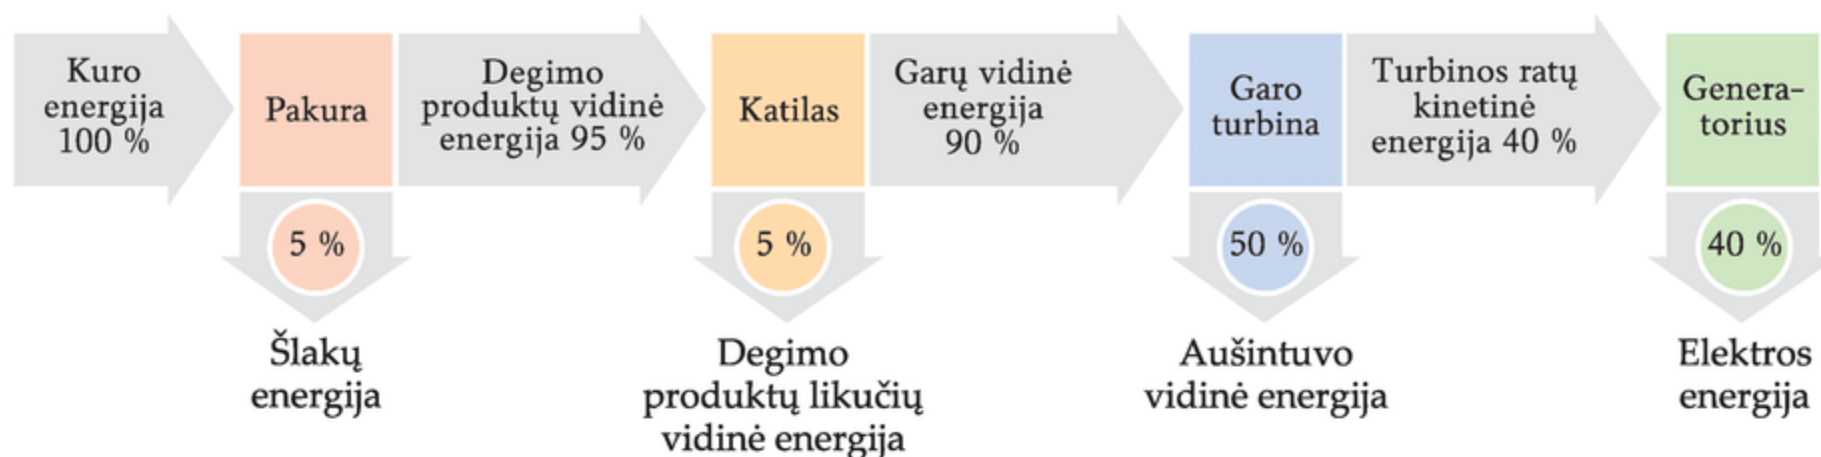 Kuro
energija
100 %
Pakura
Degimo
produktų vidinė
energija 95 %
Katilas
Garų vidinė
energija
90 %
Garo
turbina
Turbinos ratų
kinetinė
energija 40 %
Genera-
torius
5 %
5 %
50 %
40 %
Šlakų
energija
Degimo
produktų likučių
vidinė energija
Aušintuvo
vidinė energija
Elektros
energija